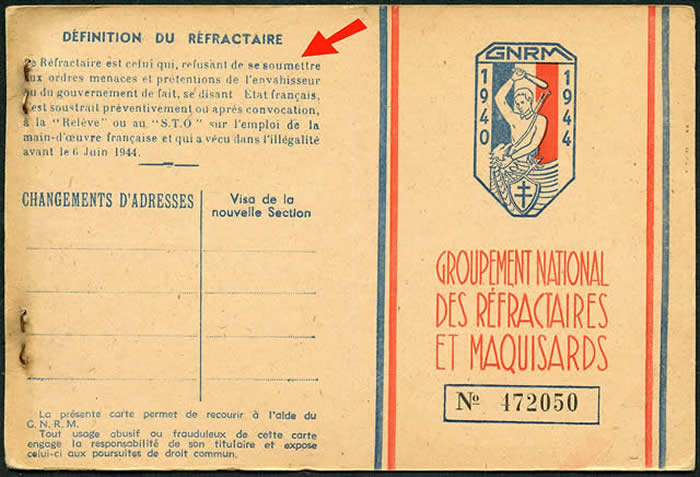 DÉFINITION DU RÉFRACTAIRE
Le Réfractaire est celui qui, refusant de se soumettre
aux ordres menaces et prétentions de l'envahisseur
ou du gouvernement de fait, se disant Etat français,
s'est soustrait préventivement ou après convocation,
à la "Relève" ou au "S.T.O" sur l'emploi de la
main-d'œuvre française et qui a vécu dans l'illégalité
avant le 6 Juin 1944.
CHANGEMENTS D'ADRESSES
Visa de la
nouvelle Section
La présente carte permet de recourir à l'aide du
G. N. R. M.
Tout usage abusif ou frauduleux de cette carte
engage la responsabilité de son titulaire et expose
celui-ci aux poursuites de droit commun.
GNRM
1940
1944
GROUPEMENT NATIONAL
DES RÉFRACTAIRES
ET MAQUISARDS
Nº 472050